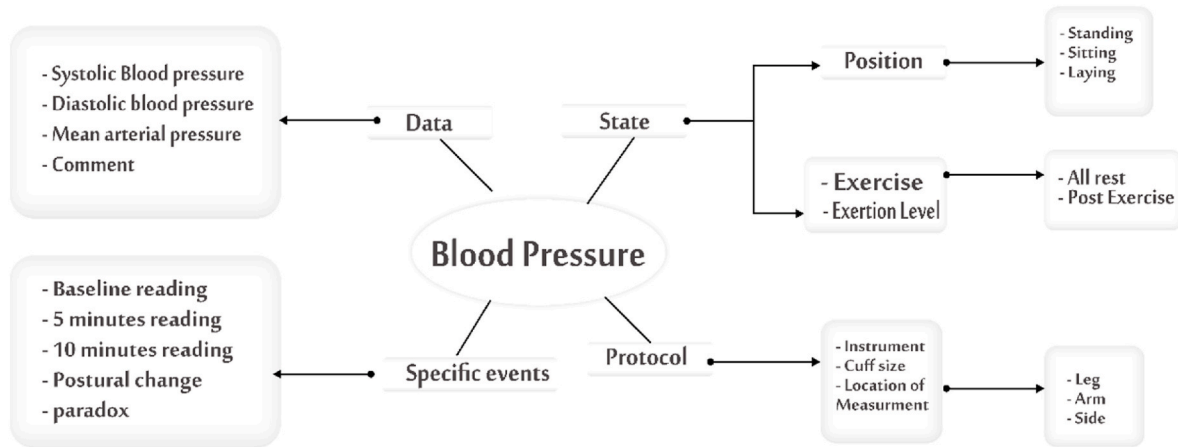 - Systolic Blood pressure
- Diastolic blood pressure
- Mean arterial pressure
- Comment
Data
State
Position
- Standing
- Sitting
- Laying
- Exercise
- Exertion Level
- All rest
- Post Exercise
Blood Pressure
- Baseline reading
- 5 minutes reading
- 10 minutes reading
- Postural change
- paradox
Specific events
Protocol
- Instrument
- Cuff size
- Location of
Measurment
- Leg
- Arm
- Side